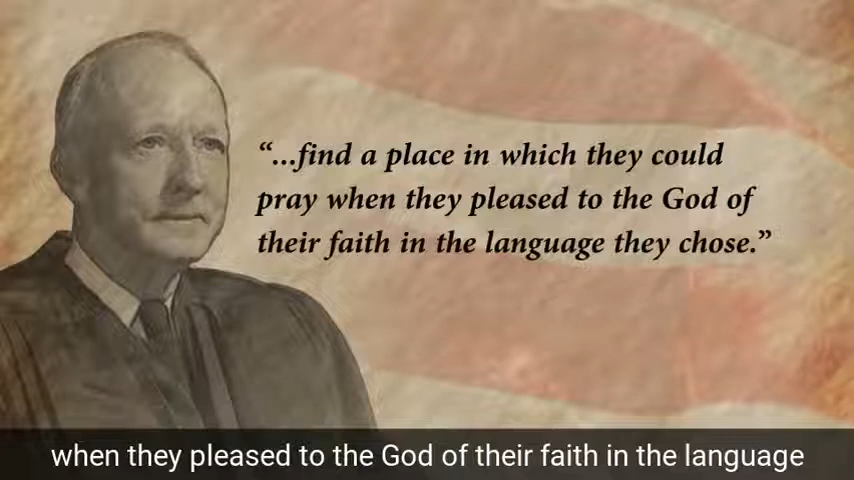 “...find a place in which they could
pray when they pleased to the God of
their faith in the language they chose.”
when they pleased to the God of their faith in the language